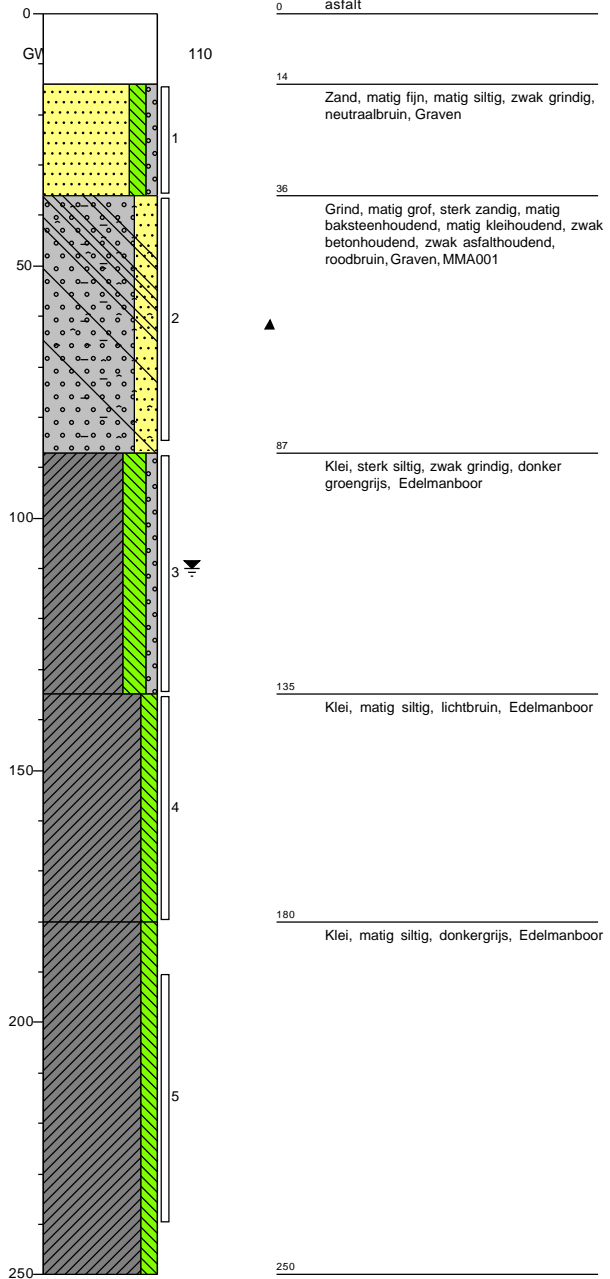 0
0
asfalt
GW
110
14
Zand, matig fijn, matig siltig, zwak grindig,
neutraalbruin, Graven
1
36
Grind, matig grof, sterk zandig, matig
baksteenhoudend, matig kleihoudend, zwak
betonhoudend, zwak asfalthoudend,
roodbruin, Graven, MMA001
50
2
87
Klei, sterk siltig, zwak grindig, donker
groengrijs, Edelmanboor
100
3
135
Klei, matig siltig, lichtbruin, Edelmanboor
150
4
180
Klei, matig siltig, donkergrijs, Edelmanboor
200
5
250
250